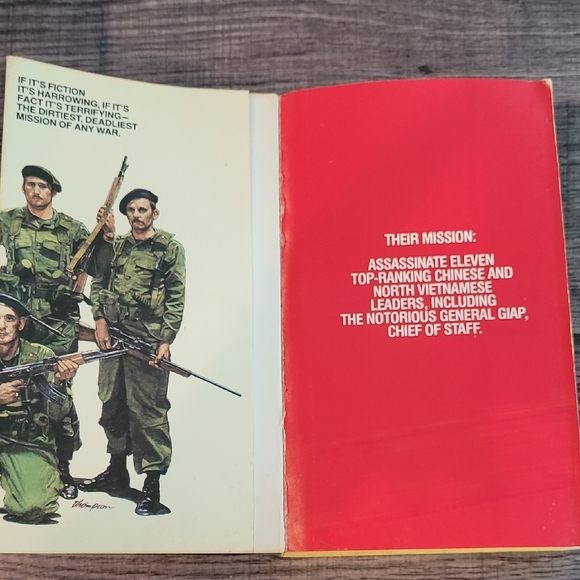 IF IT'S FICTION
IT'S HARROWING, IF IT'S
FACT IT'S TERRIFYING—
THE DIRTIEST, DEADLIEST
MISSION OF ANY WAR.
Thompson
THEIR MISSION:
ASSASSINATE ELEVEN
TOP-RANKING CHINESE AND
NORTH VIETNAMESE
LEADERS, INCLUDING
THE NOTORIOUS GENERAL GIAP,
CHIEF OF STAFF.